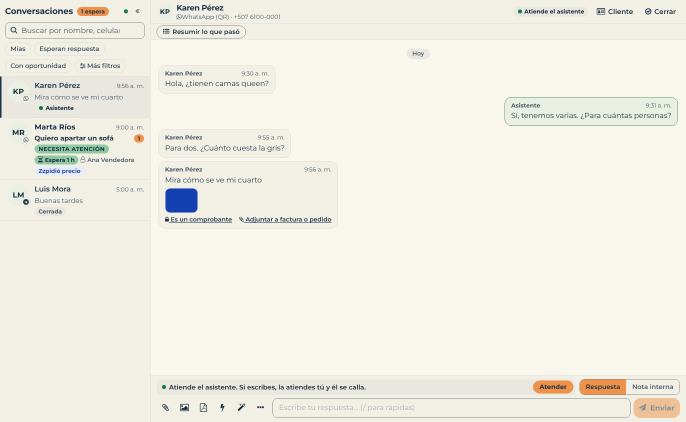 Conversaciones 1 espera «
Buscar por nombre, celular
Mías Esperan respuesta
Con oportunidad Más filtros
KP Karen Pérez 9:56 a. m.
Mira cómo se ve mi cuarto
Asistente
MR Marta Ríos 9:00 a. m.
Quiero apartar un sofá 1
NECESITA ATENCIÓN
Espera 1 h Ana Vendedora
Zzpidió precio
LM Luis Mora 5:00 a. m.
Buenas tardes
Cerrada
KP Karen Pérez
WhatsApp (QR) · +507 6100-0001
Atiende el asistente Cliente Cerrar
Resumir lo que pasó
Hoy
Karen Pérez 9:30 a. m.
Hola, ¿tienen camas queen?
Asistente 9:31 a. m.
Sí, tenemos varias. ¿Para cuántas personas?
Karen Pérez 9:55 a. m.
Para dos. ¿Cuánto cuesta la gris?
Karen Pérez 9:56 a. m.
Mira cómo se ve mi cuarto
Es un comprobante Adjuntar a factura o pedido
Atiende el asistente. Si escribes, la atiendes tú y él se calla. Atender Respuesta Nota interna
Escribe tu respuesta... (/ para rápidas) Enviar